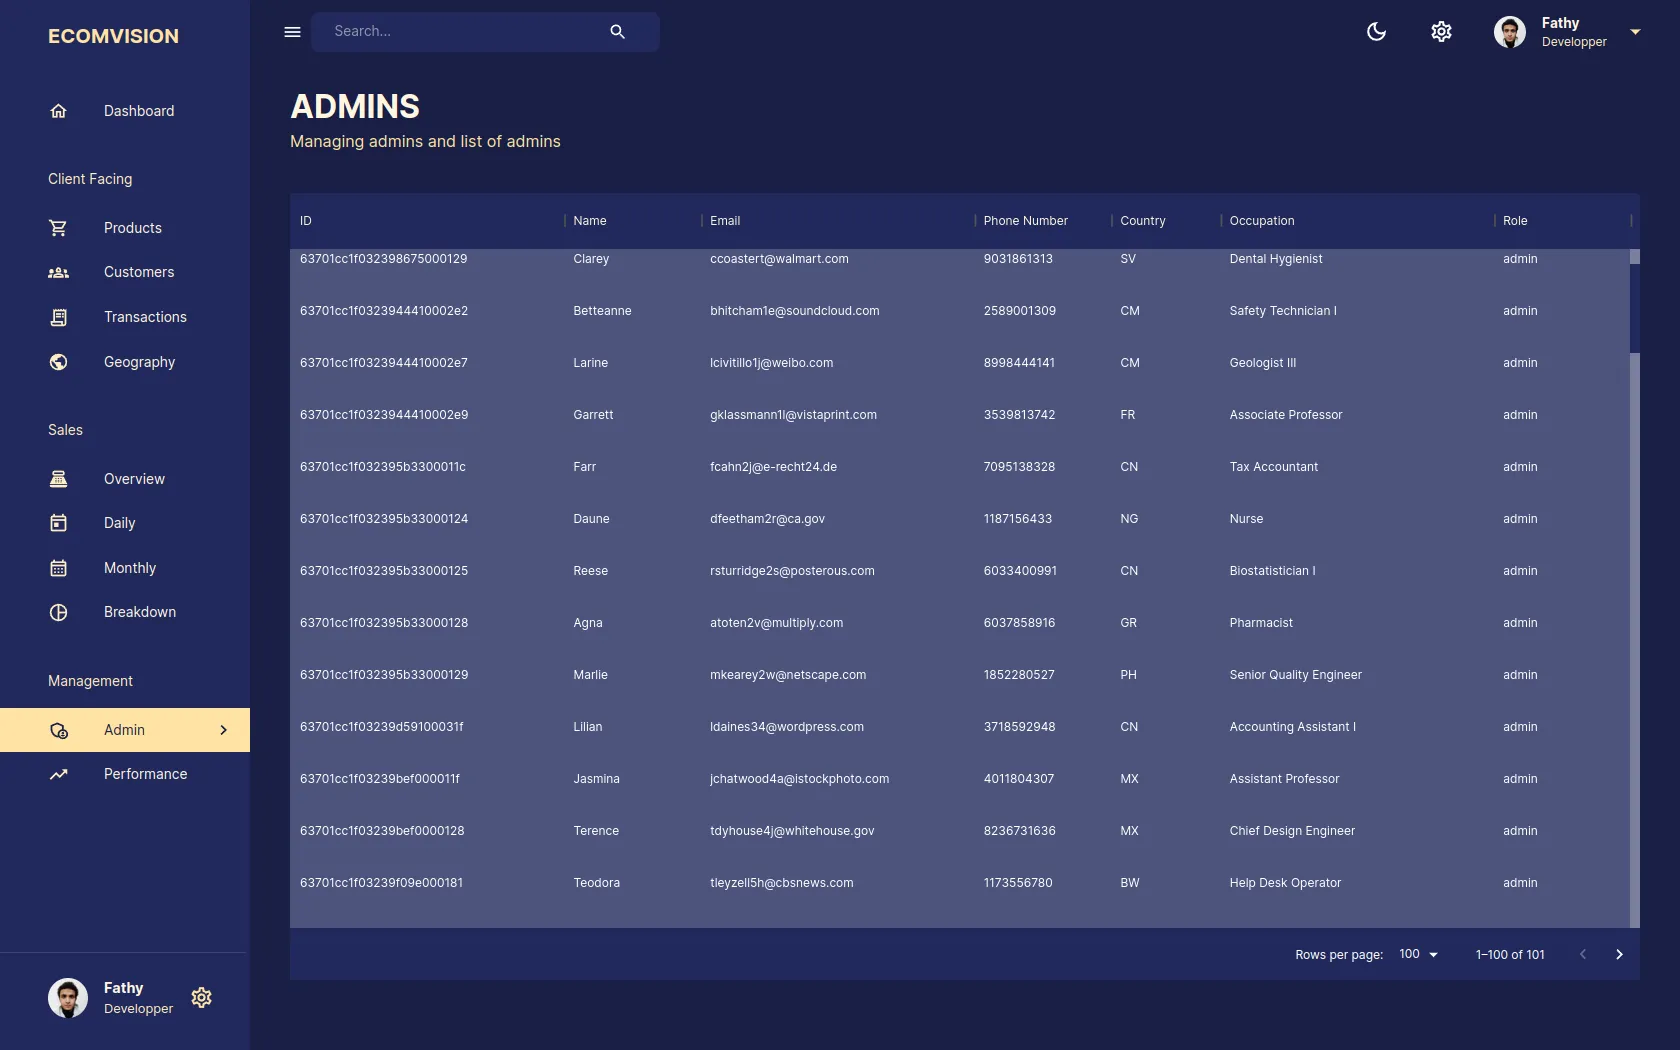 ECOMVISION
Dashboard
Client Facing
Products
Customers
Transactions
Geography
Sales
Overview
Daily
Monthly
Breakdown
Management
Admin
Performance
Fathy
Developper
Search...
Fathy
Developper
ADMINS
Managing admins and list of admins
ID Name Email Phone Number Country Occupation Role
63701cc1f032398675000129 Clarey ccoastert@walmart.com 9031861313 SV Dental Hygienist admin
63701cc1f0323944410002e2 Betteanne bhitcham1e@soundcloud.com 2589001309 CM Safety Technician I admin
63701cc1f0323944410002e7 Larine lcivitillo1j@weibo.com 8998444141 CM Geologist III admin
63701cc1f0323944410002e9 Garrett gklassmann1l@vistaprint.com 3539813742 FR Associate Professor admin
63701cc1f032395b3300011c Farr fcahn2j@e-recht24.de 7095138328 CN Tax Accountant admin
63701cc1f032395b33000124 Daune dfeetham2r@ca.gov 1187156433 NG Nurse admin
63701cc1f032395b33000125 Reese rsturridge2s@posterous.com 6033400991 CN Biostatistician I admin
63701cc1f032395b33000128 Agna atoten2v@multiply.com 6037858916 GR Pharmacist admin
63701cc1f032395b33000129 Marlie mkearey2w@netscape.com 1852280527 PH Senior Quality Engineer admin
63701cc1f03239d59100031f Lilian ldaines34@wordpress.com 3718592948 CN Accounting Assistant I admin
63701cc1f03239bef000011f Jasmina jchatwood4a@istockphoto.com 4011804307 MX Assistant Professor admin
63701cc1f03239bef0000128 Terence tdyhouse4j@whitehouse.gov 8236731636 MX Chief Design Engineer admin
63701cc1f03239f09e000181 Teodora tleyzell5h@cbsnews.com 1173556780 BW Help Desk Operator admin
Rows per page: 100 1–100 of 101